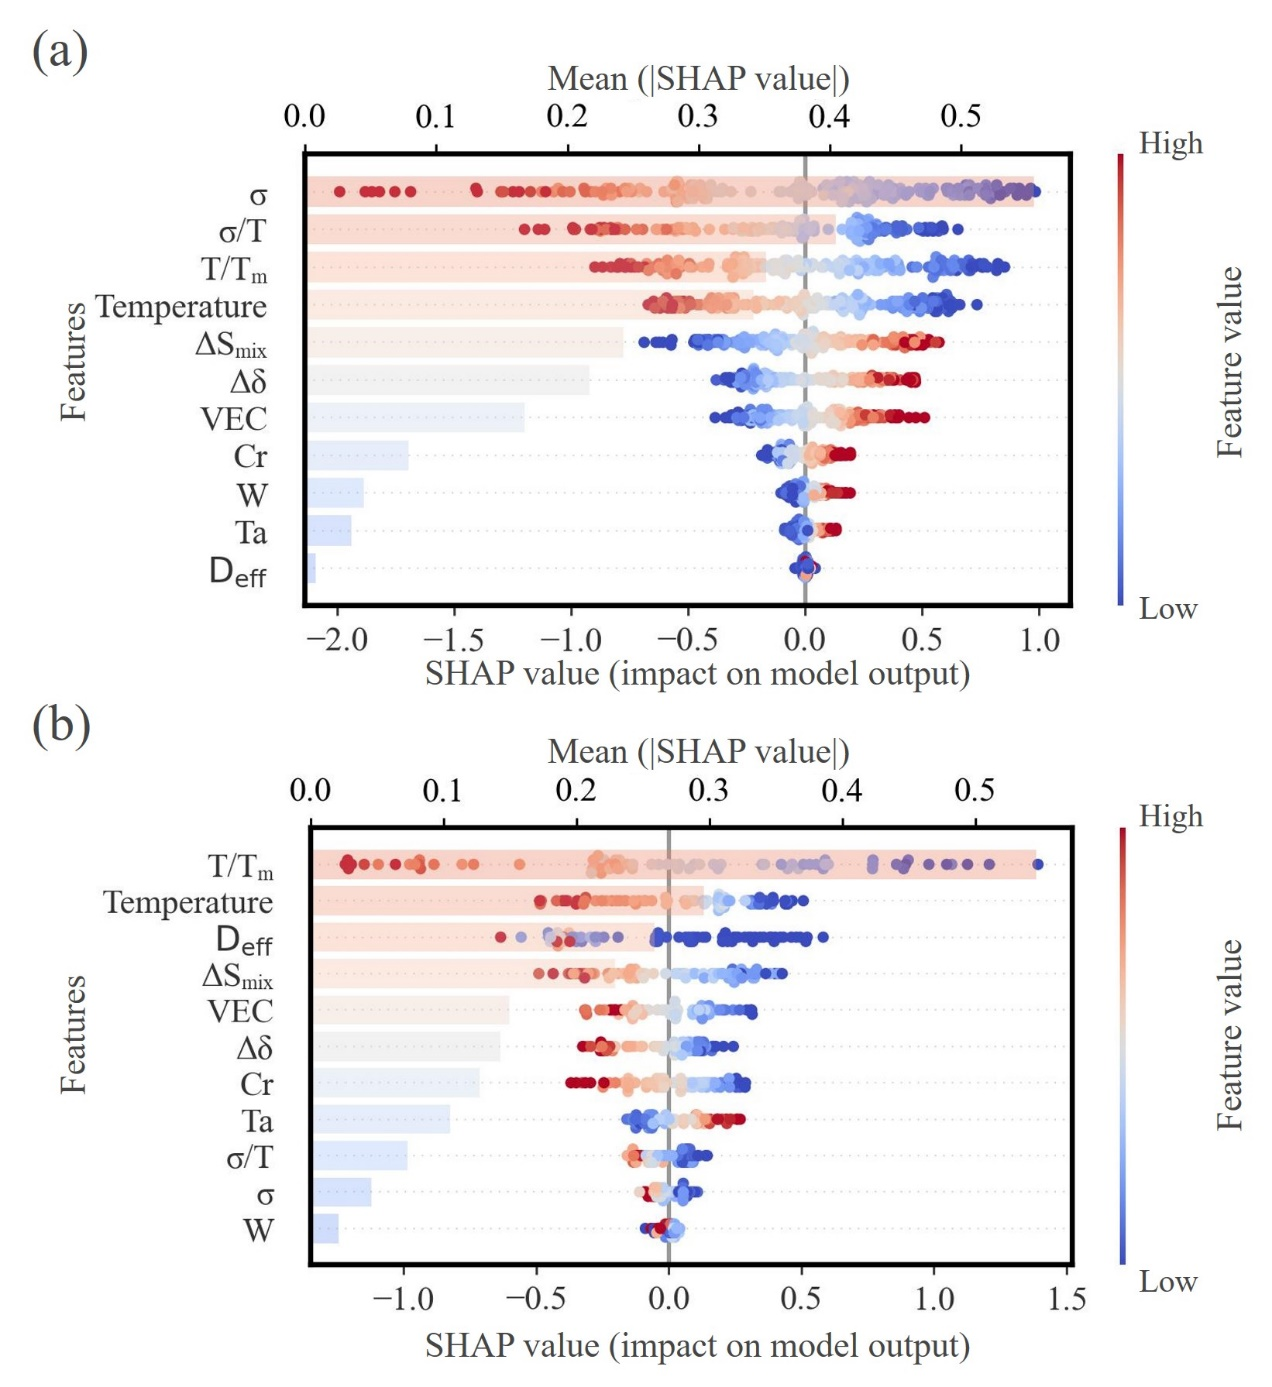 (a)
Mean (|SHAP value|)
0.0 0.1 0.2 0.3 0.4 0.5
High
σ
σ/T
T/Tm
Temperature
ΔSmix
Δδ
VEC
Cr
W
Ta
Deff
Features
Feature value
Low
−2.0 −1.5 −1.0 −0.5 0.0 0.5 1.0
SHAP value (impact on model output)
(b)
Mean (|SHAP value|)
0.0 0.1 0.2 0.3 0.4 0.5
High
T/Tm
Temperature
Deff
ΔSmix
VEC
Δδ
Cr
Ta
σ/T
σ
W
Features
Feature value
Low
−1.0 −0.5 0.0 0.5 1.0 1.5
SHAP value (impact on model output)